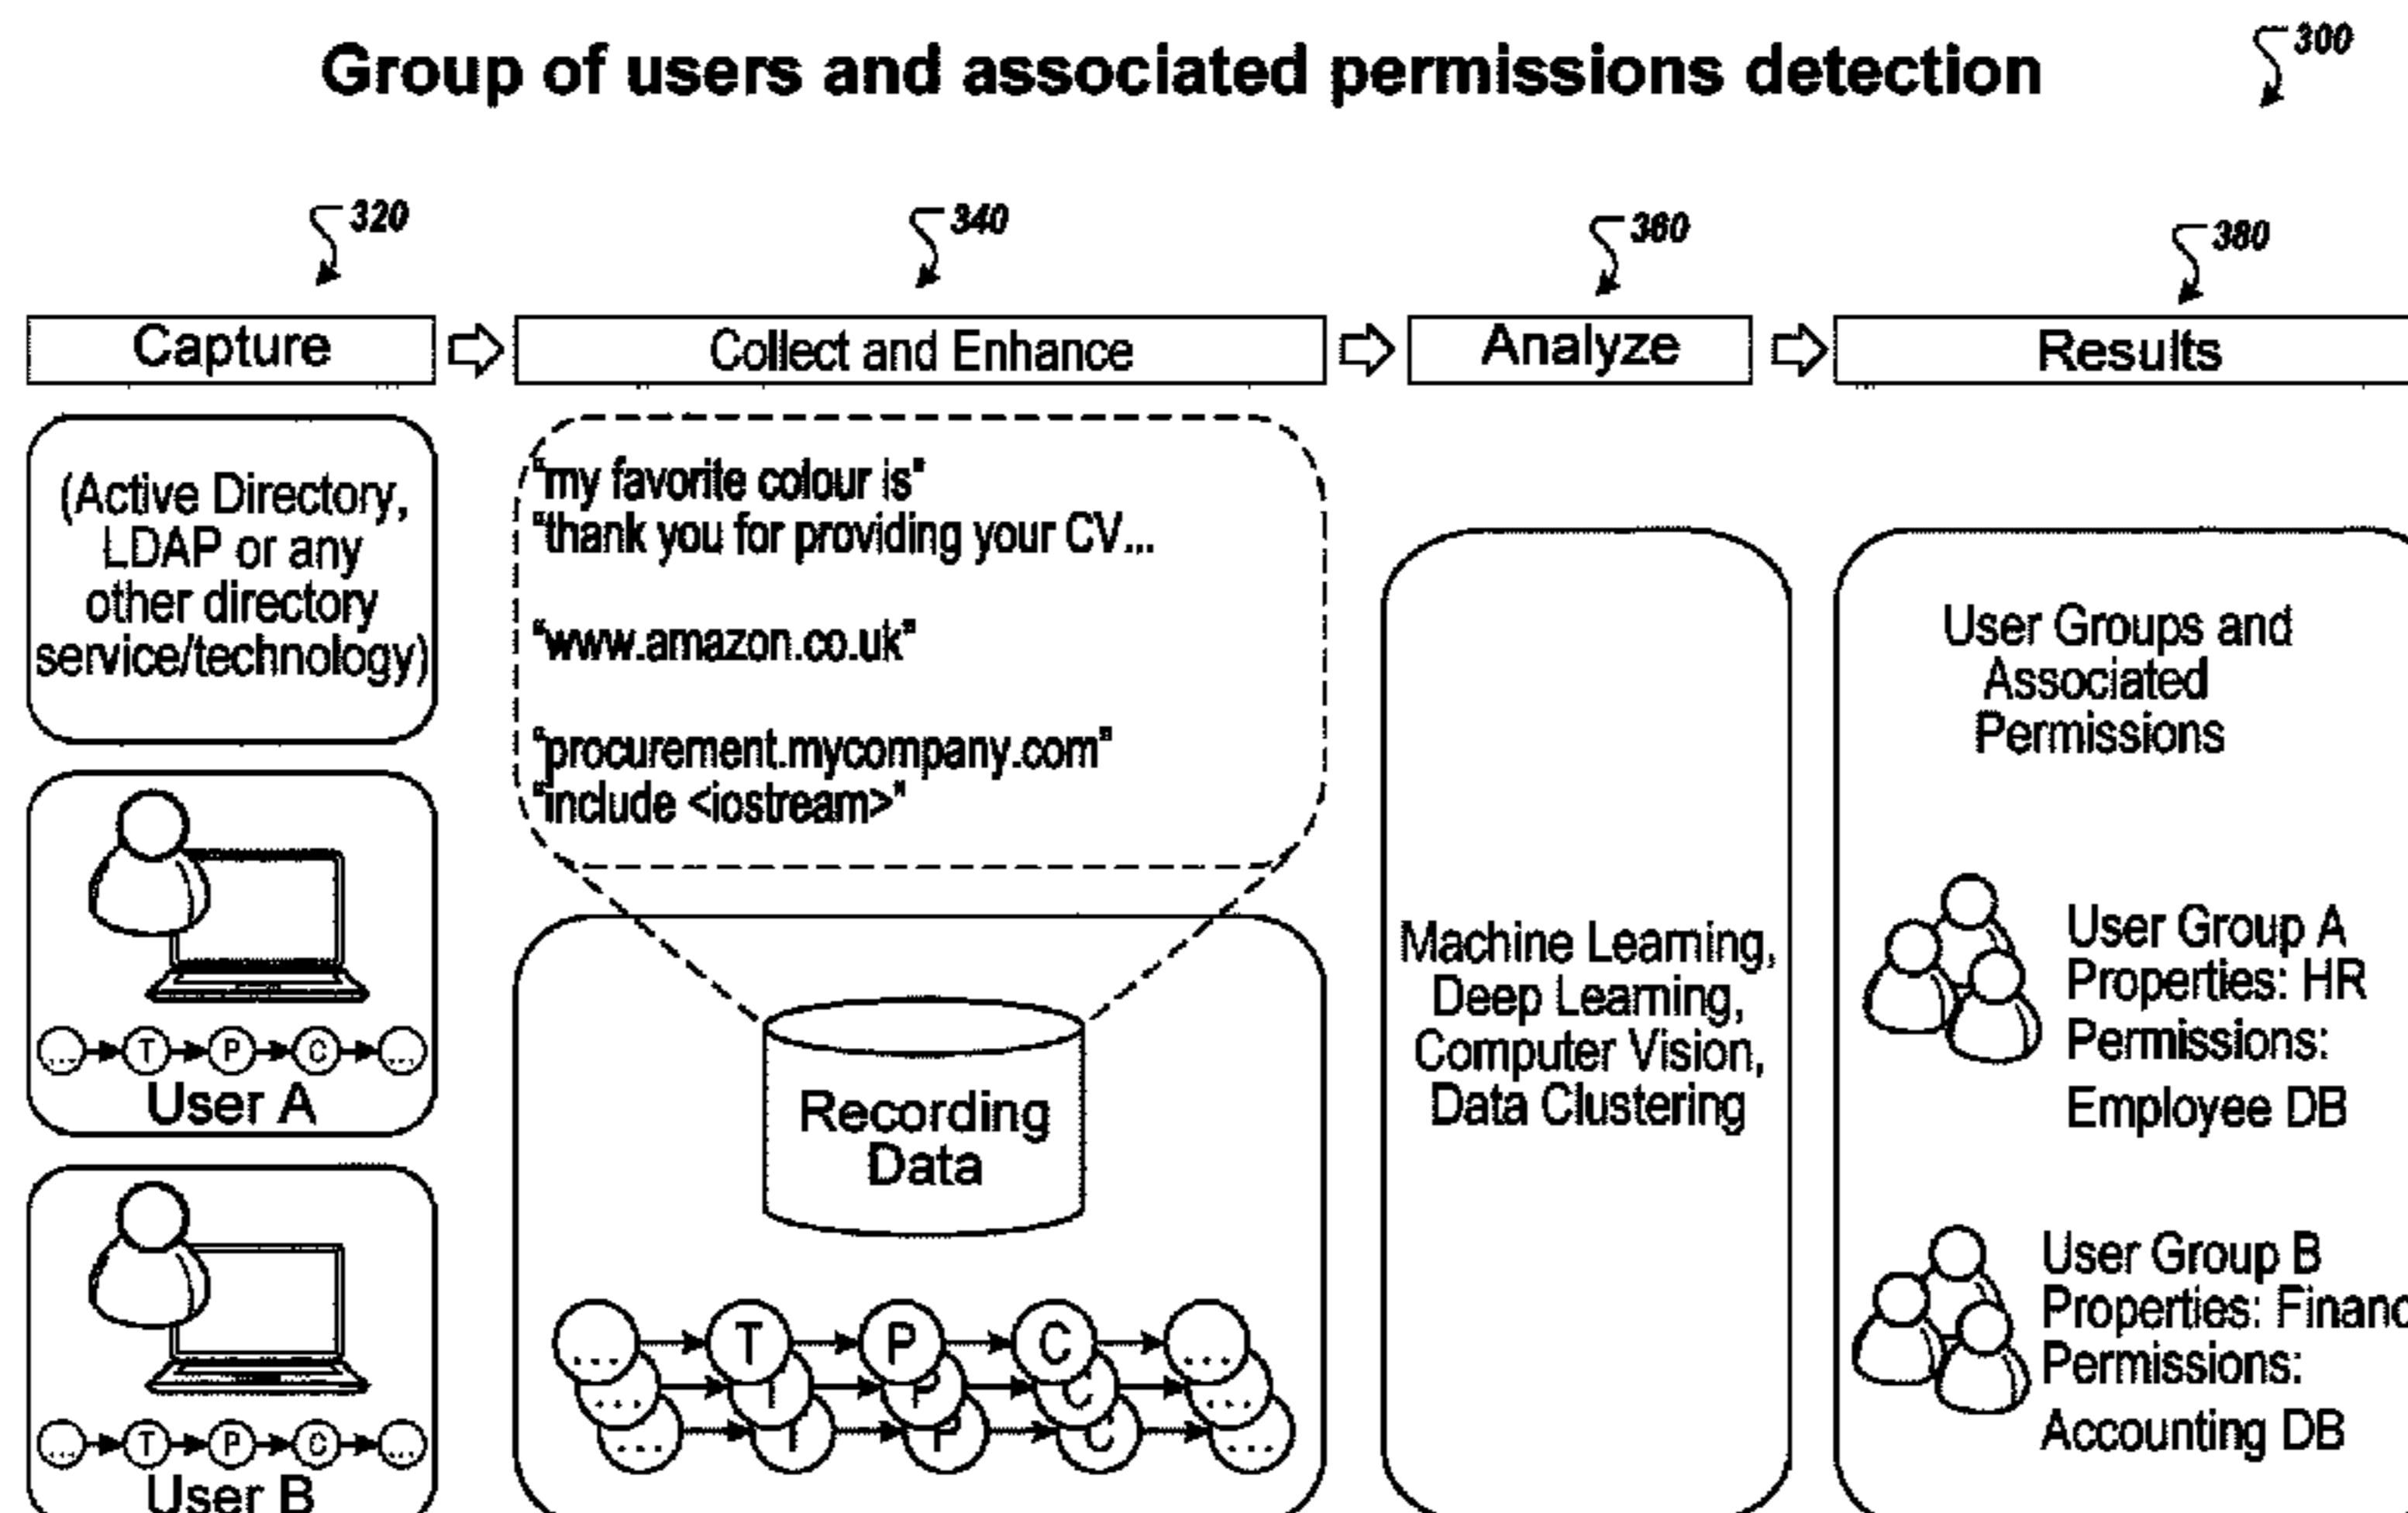 Group of users and associated permissions detection
300
320
340
360
380
Capture
Collect and Enhance
Analyze
Results
(Active Directory,
LDAP or any
other directory
service/technology)
... T P C ...
User A
... T P C ...
User B
"my favorite colour is"
"thank you for providing your CV...
"www.amazon.co.uk"
"procurement.mycompany.com"
"include <iostream>"
Recording
Data
... T P C ...
... T P C ...
... T P C ...
Machine Learning,
Deep Learning,
Computer Vision,
Data Clustering
User Groups and
Associated
Permissions
User Group A
Properties: HR
Permissions:
Employee DB
User Group B
Properties: Financ
Permissions:
Accounting DB